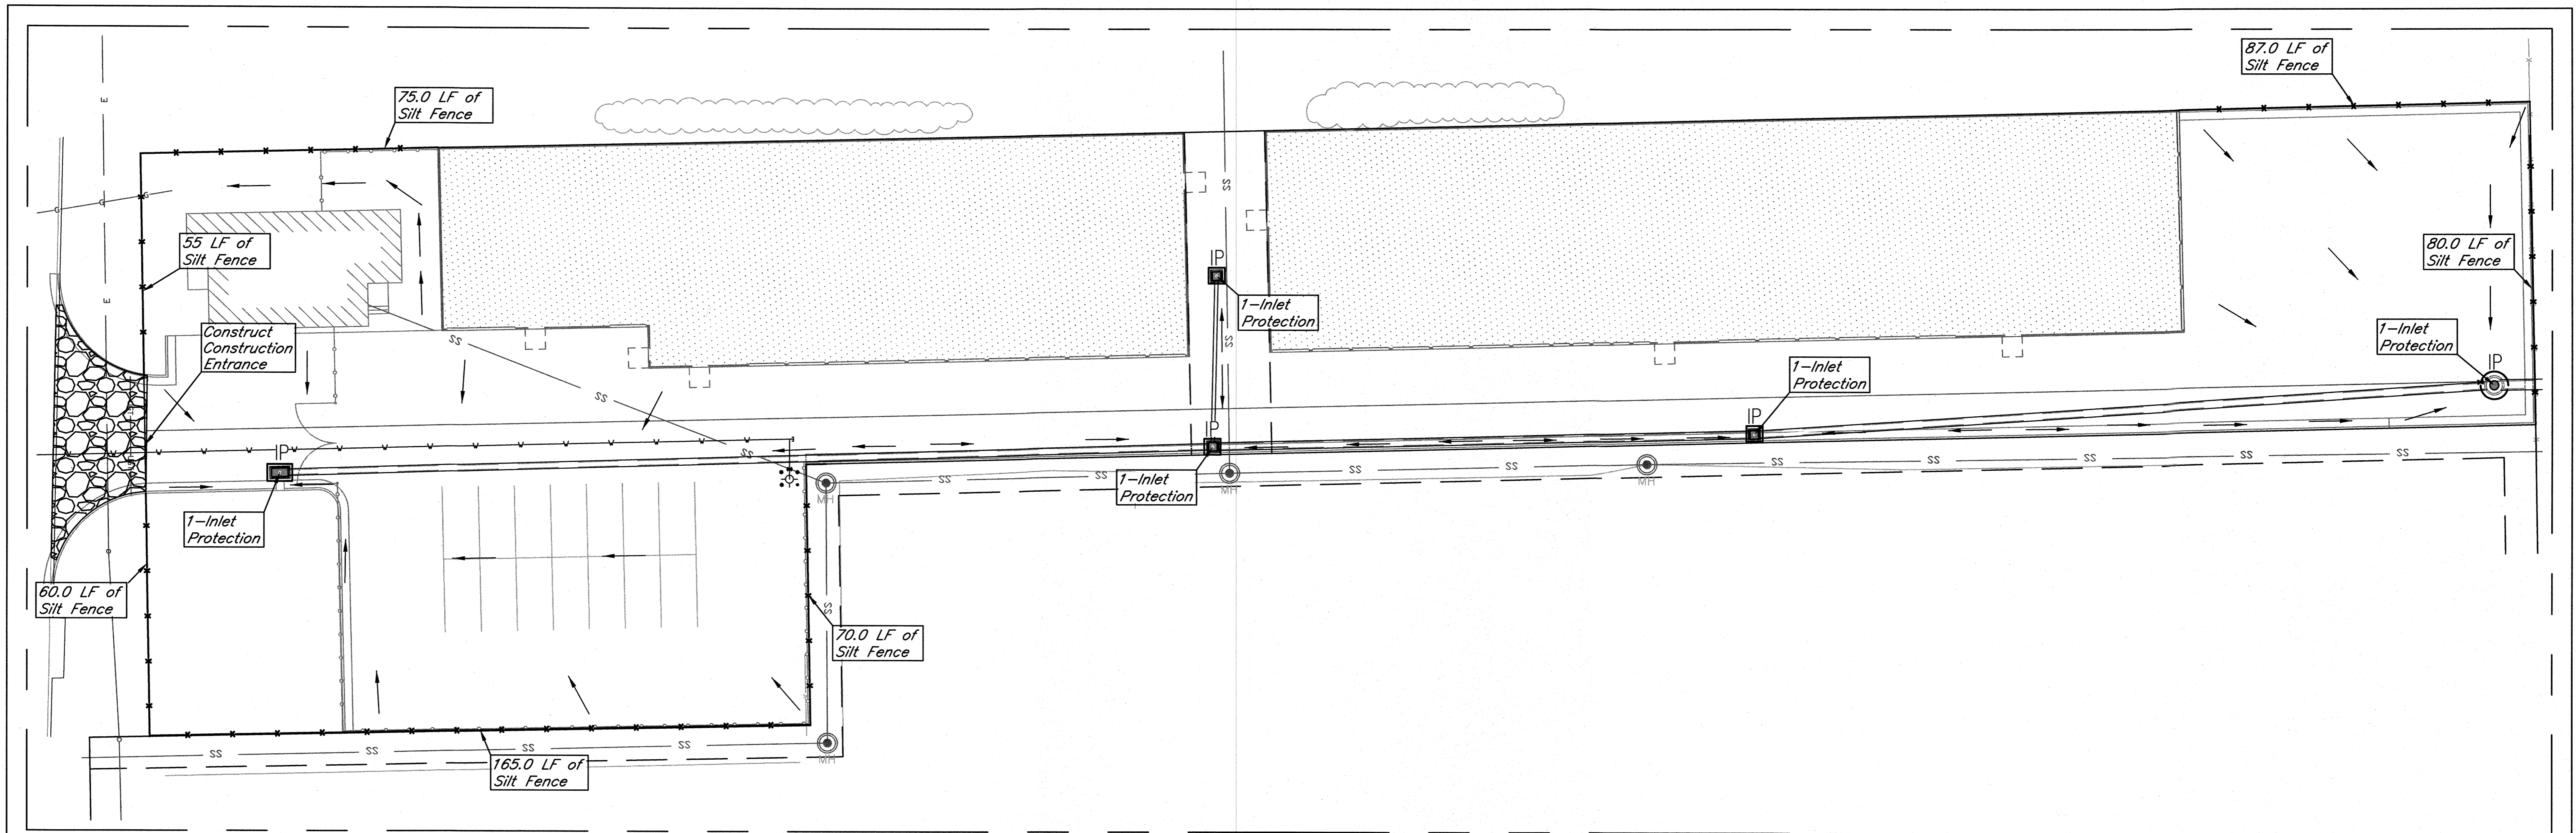 87.0 LF of
Silt Fence
75.0 LF of
Silt Fence
E
SS
G
G
G
55 LF of
Silt Fence
80.0 LF of
Silt Fence
IP
1-Inlet
Protection
E
Construct
Construction
Entrance
SS
SS
1-Inlet
Protection
IP
1-Inlet
Protection
SS
IP
IP
W
W
W
W
W
W
W
W
W
W
W
W
W
W
SS
IP
MH
SS
SS
MH
SS
SS
MH
SS
SS
SS
SS
SS
1-Inlet
Protection
1-Inlet
Protection
60.0 LF of
Silt Fence
SS
70.0 LF of
Silt Fence
SS
SS
SS
SS
MH
165.0 LF of
Silt Fence